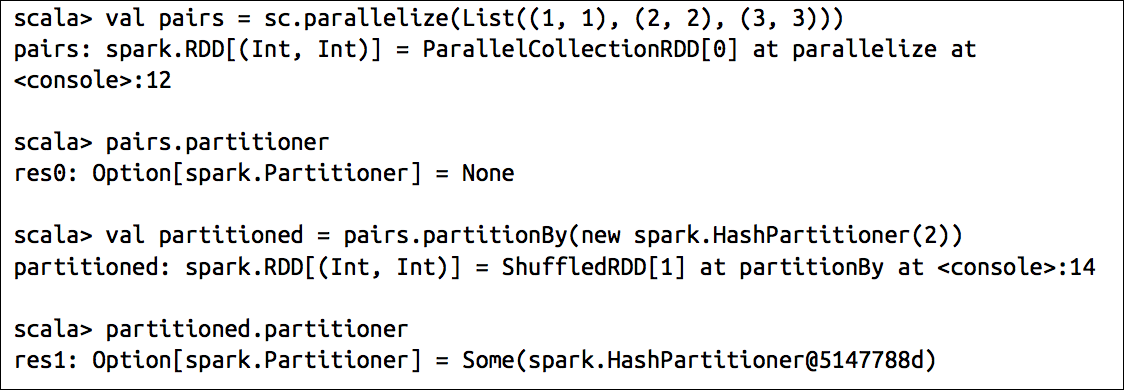 scala> val pairs = sc.parallelize(List((1, 1), (2, 2), (3, 3)))
pairs: spark.RDD[(Int, Int)] = ParallelCollectionRDD[0] at parallelize at
<console>:12
scala> pairs.partitioner
res0: Option[spark.Partitioner] = None
scala> val partitioned = pairs.partitionBy(new spark.HashPartitioner(2))
partitioned: spark.RDD[(Int, Int)] = ShuffledRDD[1] at partitionBy at <console>:14
scala> partitioned.partitioner
res1: Option[spark.Partitioner] = Some(spark.HashPartitioner@5147788d)